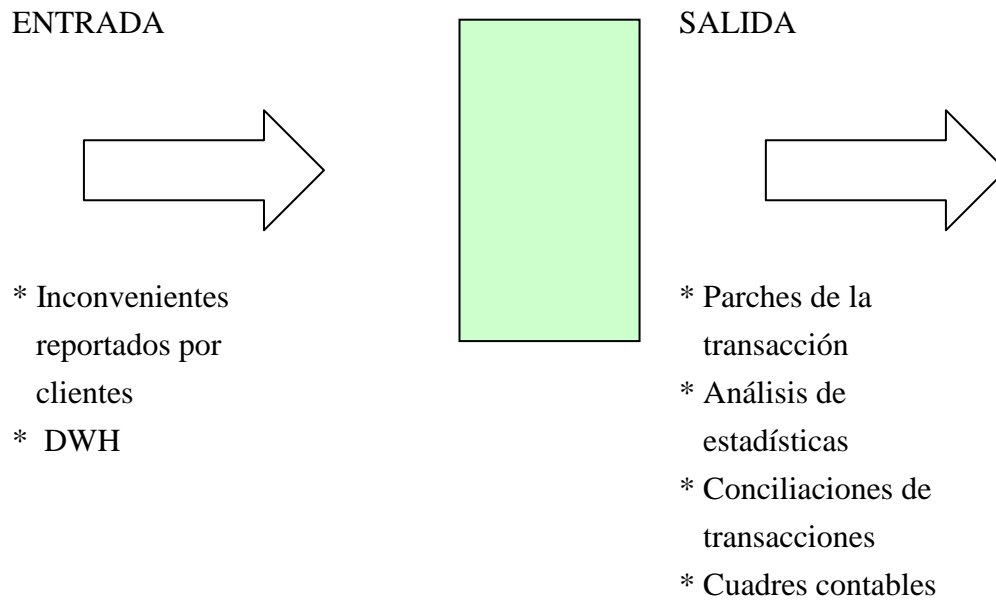 ENTRADA
SALIDA
* Inconvenientes
reportados por
clientes
* DWH
* Parches de la
transacción
* Análisis de
estadísticas
* Conciliaciones de
transacciones
* Cuadres contables